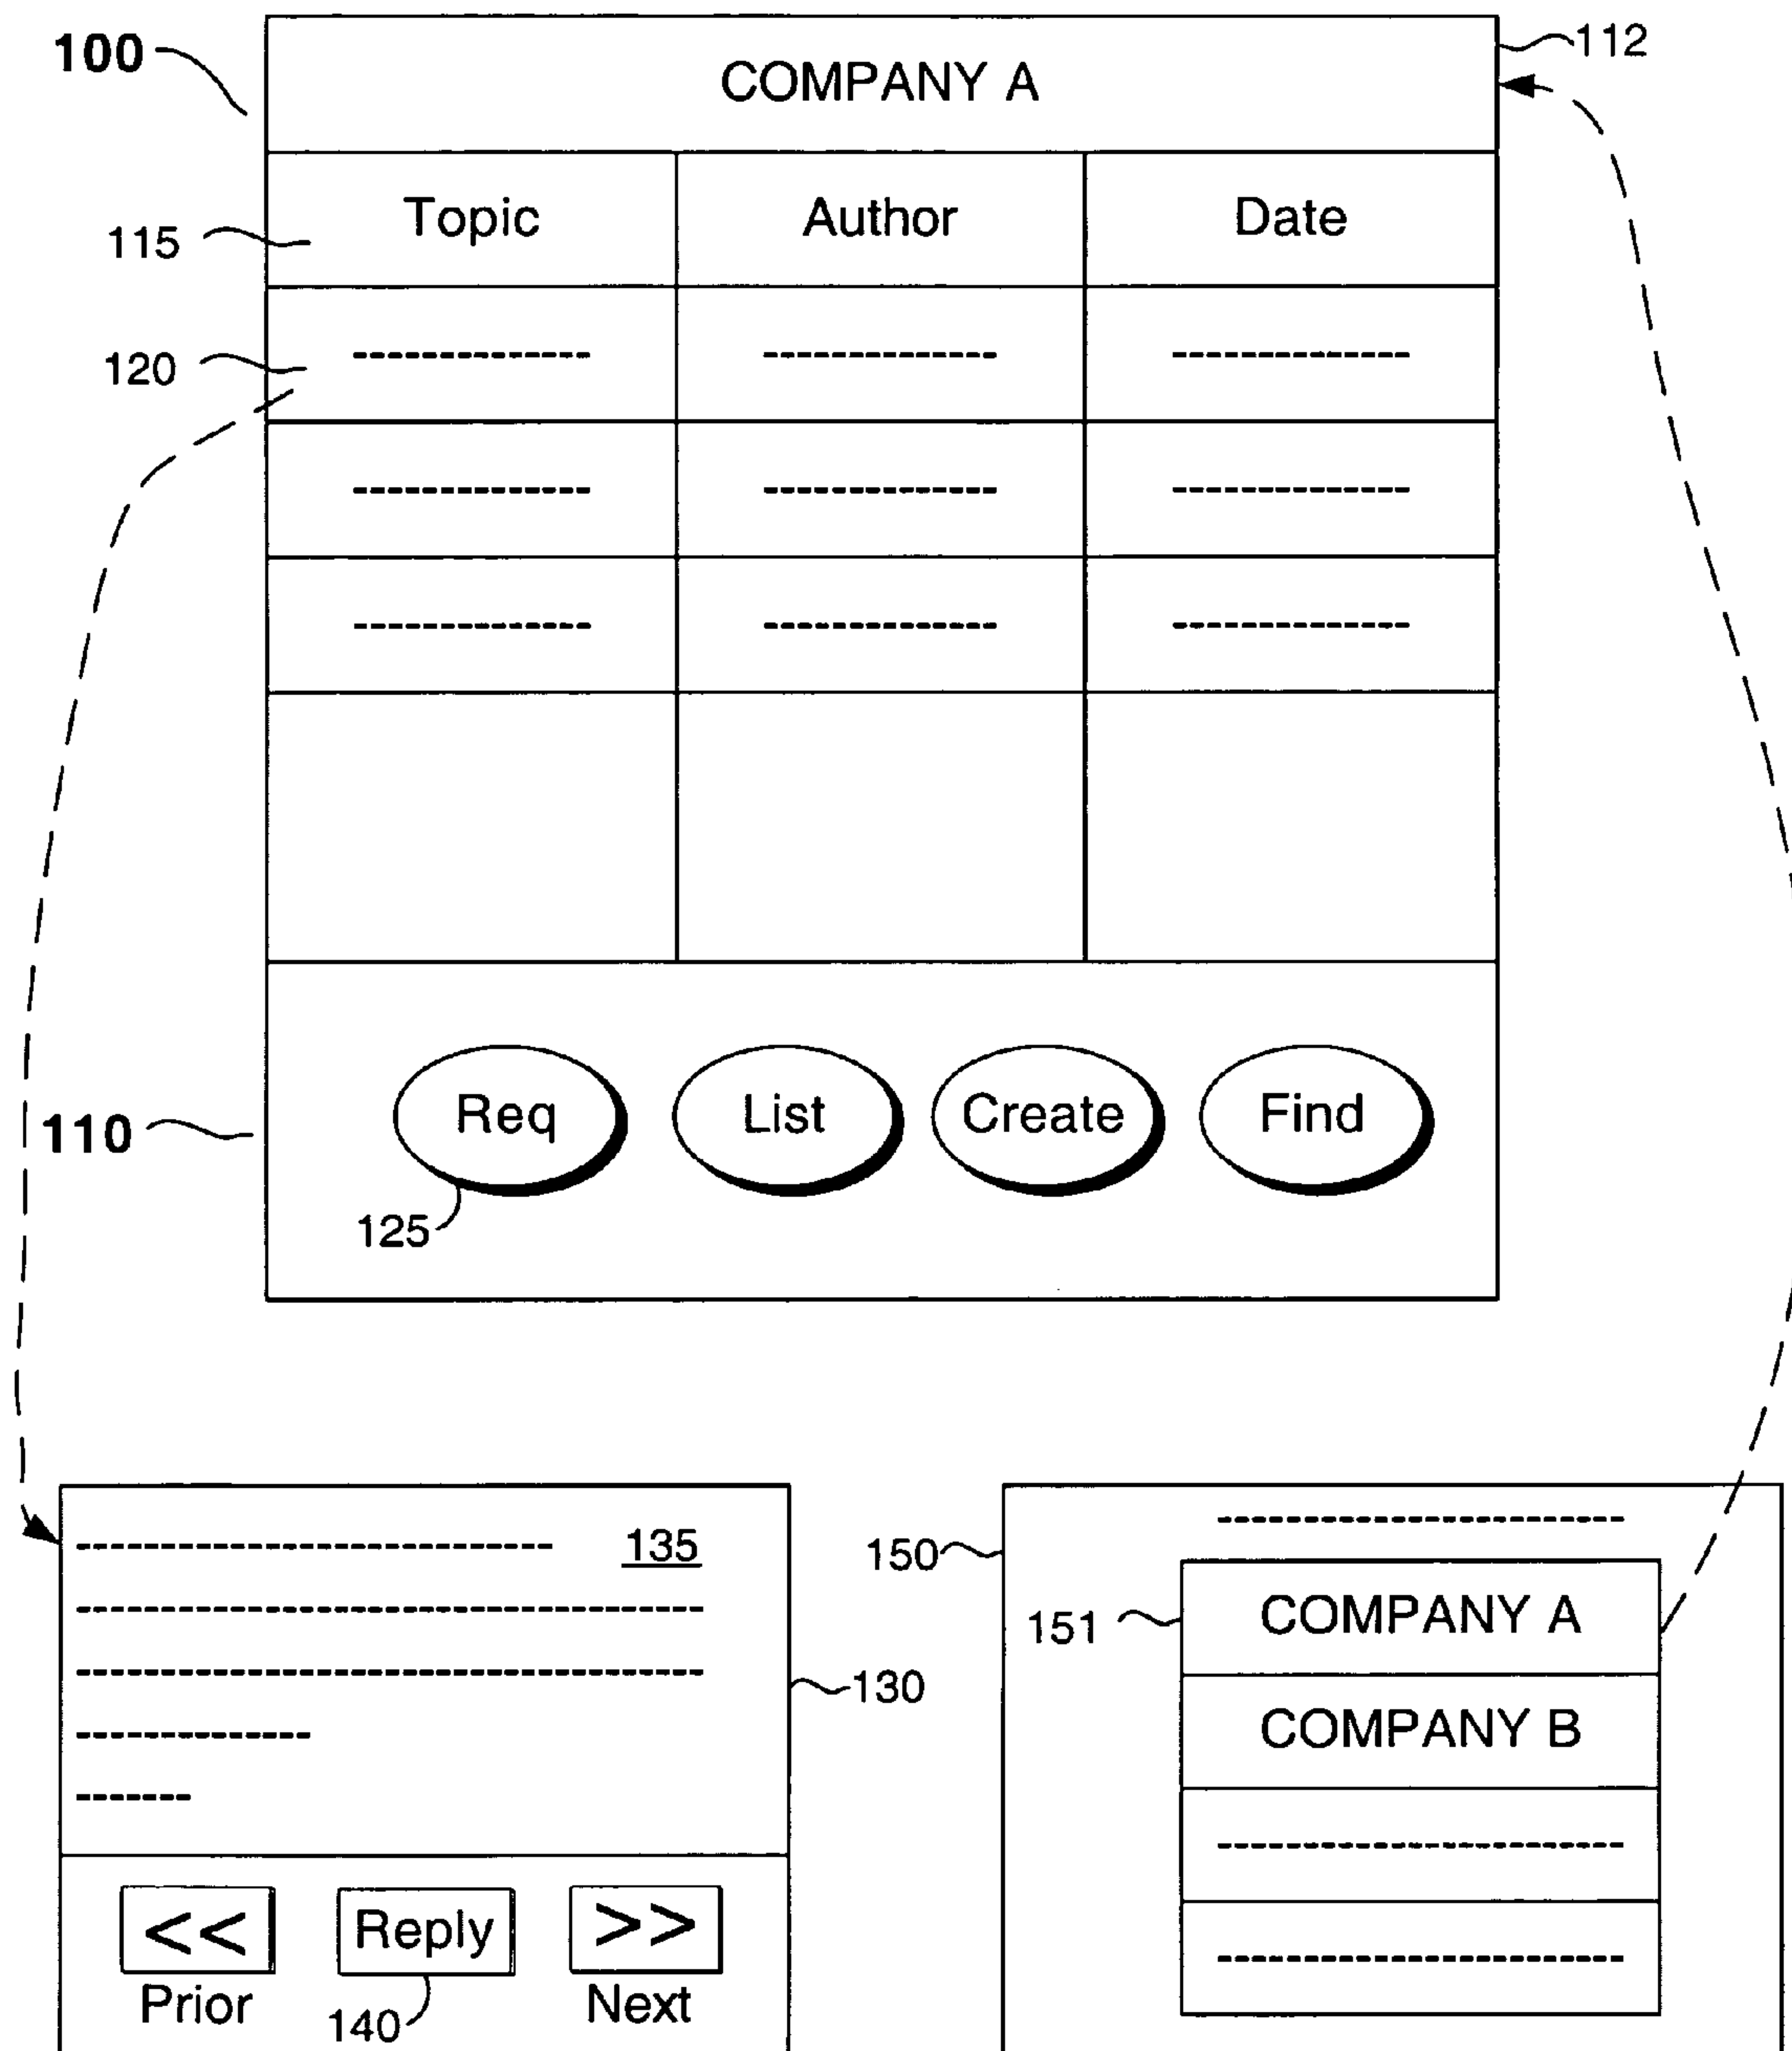 100
112
COMPANY A
Topic Author Date
115
120
Req List Create Find
110
125
135
130
<< Reply >>
Prior Next
140
150
151
COMPANY A
COMPANY B